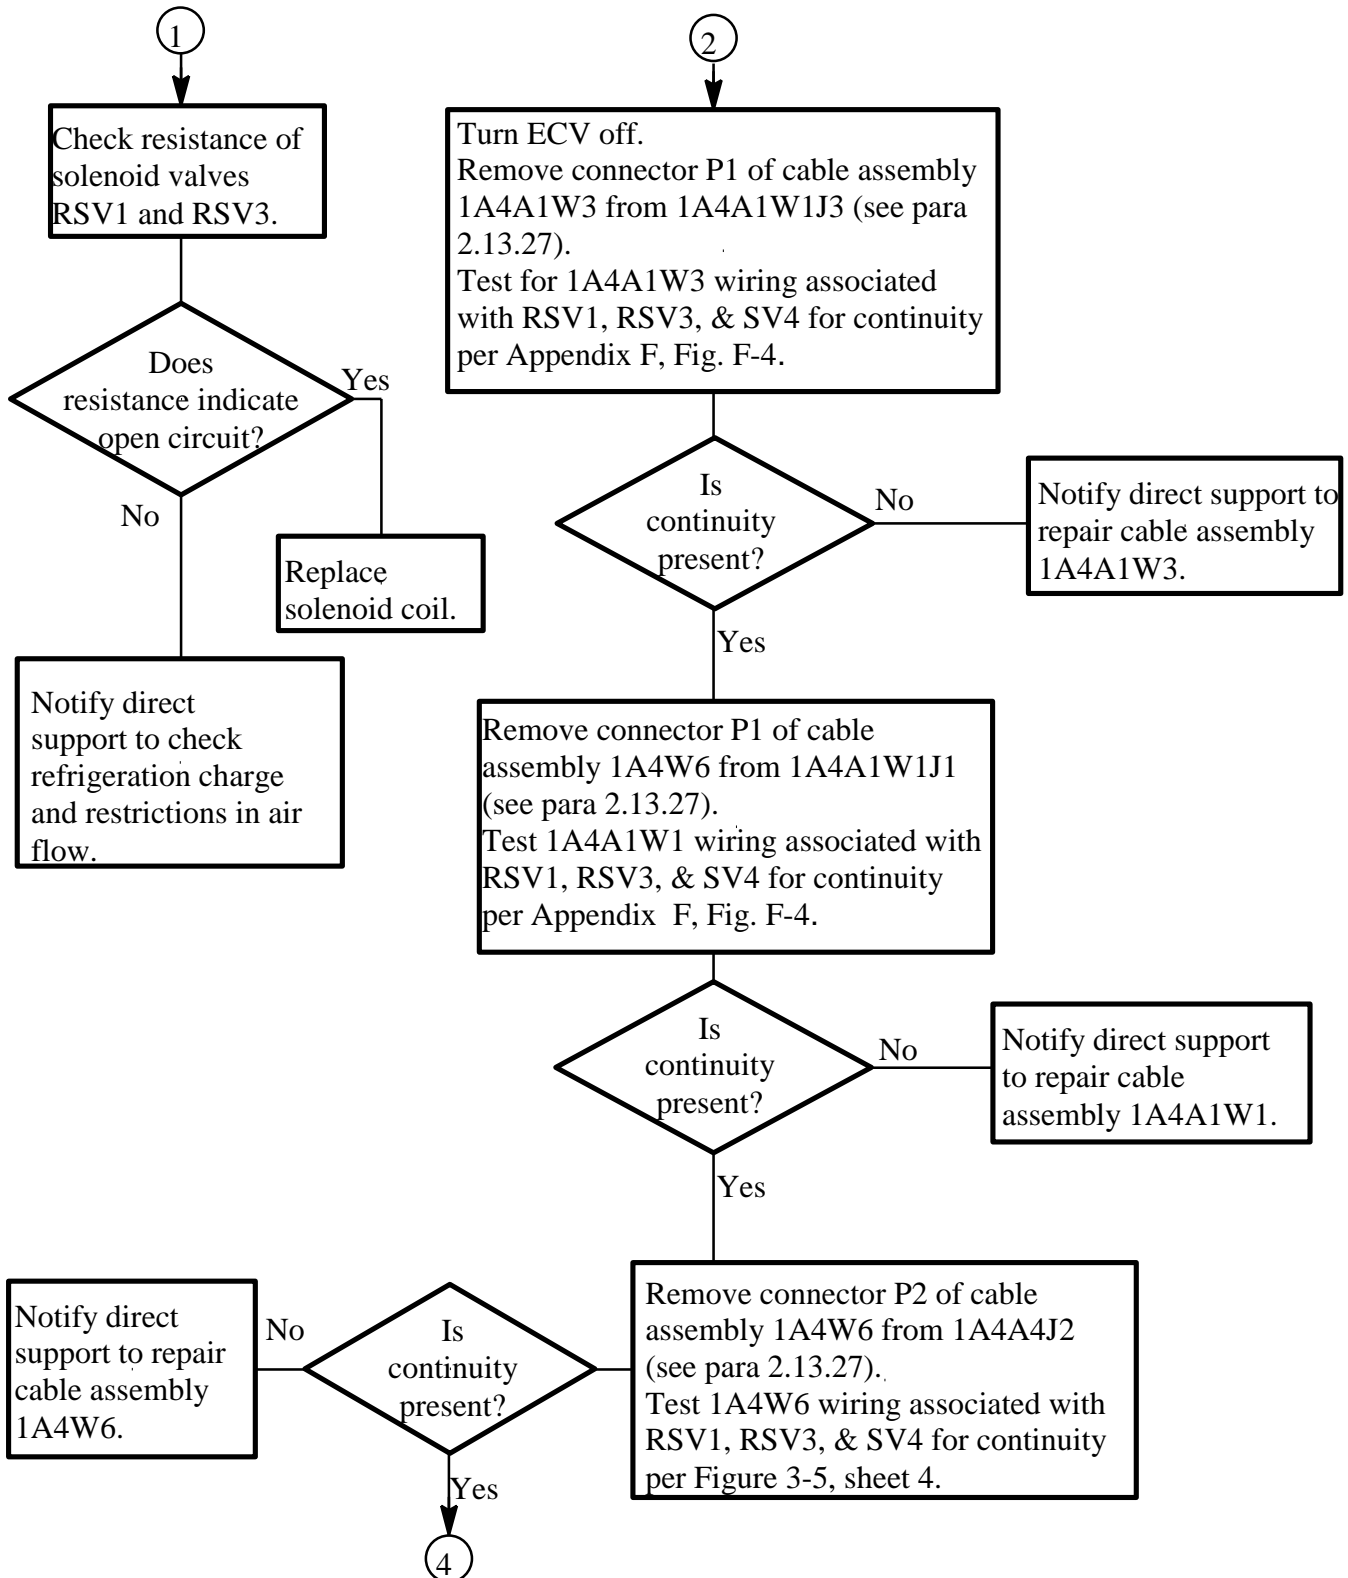 1
Check resistance of
solenoid valves
RSV1 and RSV3.
Does
resistance indicate
open circuit?
Yes
No
Replace
solenoid coil.
Notify direct
support to check
refrigeration charge
and restrictions in air
flow.
2
Turn ECV off.
Remove connector P1 of cable assembly
1A4A1W3 from 1A4A1W1J3 (see para
2.13.27).
Test for 1A4A1W3 wiring associated
with RSV1, RSV3, & SV4 for continuity
per Appendix F, Fig. F-4.
Is
continuity
present?
No
Notify direct support to
repair cable assembly
1A4A1W3.
Yes
Remove connector P1 of cable
assembly 1A4W6 from 1A4A1W1J1
(see para 2.13.27).
Test 1A4A1W1 wiring associated with
RSV1, RSV3, & SV4 for continuity
per Appendix F, Fig. F-4.
Is
continuity
present?
No
Notify direct support
to repair cable
assembly 1A4A1W1.
Yes
Remove connector P2 of cable
assembly 1A4W6 from 1A4A4J2
(see para 2.13.27).
Test 1A4W6 wiring associated with
RSV1, RSV3, & SV4 for continuity
per Figure 3-5, sheet 4.
Is
continuity
present?
No
Notify direct
support to repair
cable assembly
1A4W6.
Yes
4